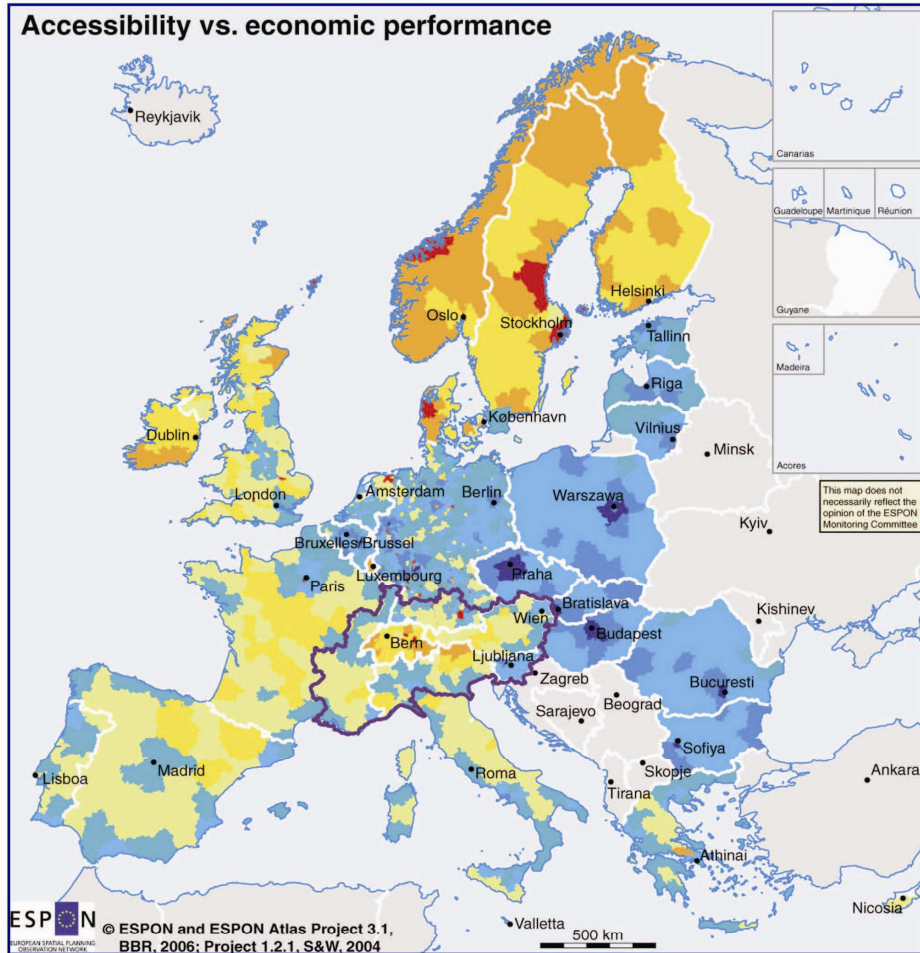 Accessibility vs. economic performance
Reykjavik
Canarias
Guadeloupe
Martinique
Réunion
Guyane
Madeira
Acores
This map does not
necessarily reflect the
opinion of the ESPON
Monitoring Committee
Oslo
Stockholm
Helsinki
Tallinn
Riga
Vilnius
Minsk
København
Dublin
London
Amsterdam
Berlin
Warszawa
Kyiv
Bruxelles/Brussel
Luxembourg
Paris
Praha
Bratislava
Wien
Budapest
Kishinev
Bern
Ljubljana
Zagreb
Bucuresti
Beograd
Sarajevo
Sofiya
Skopje
Tirana
Ankara
Lisboa
Madrid
Roma
Athinai
Nicosia
Valletta
ESPON
EUROPEAN SPATIAL PLANNING
OBSERVATION NETWORK
© ESPON and ESPON Atlas Project 3.1,
BBR, 2006; Project 1.2.1, S&W, 2004
500 km